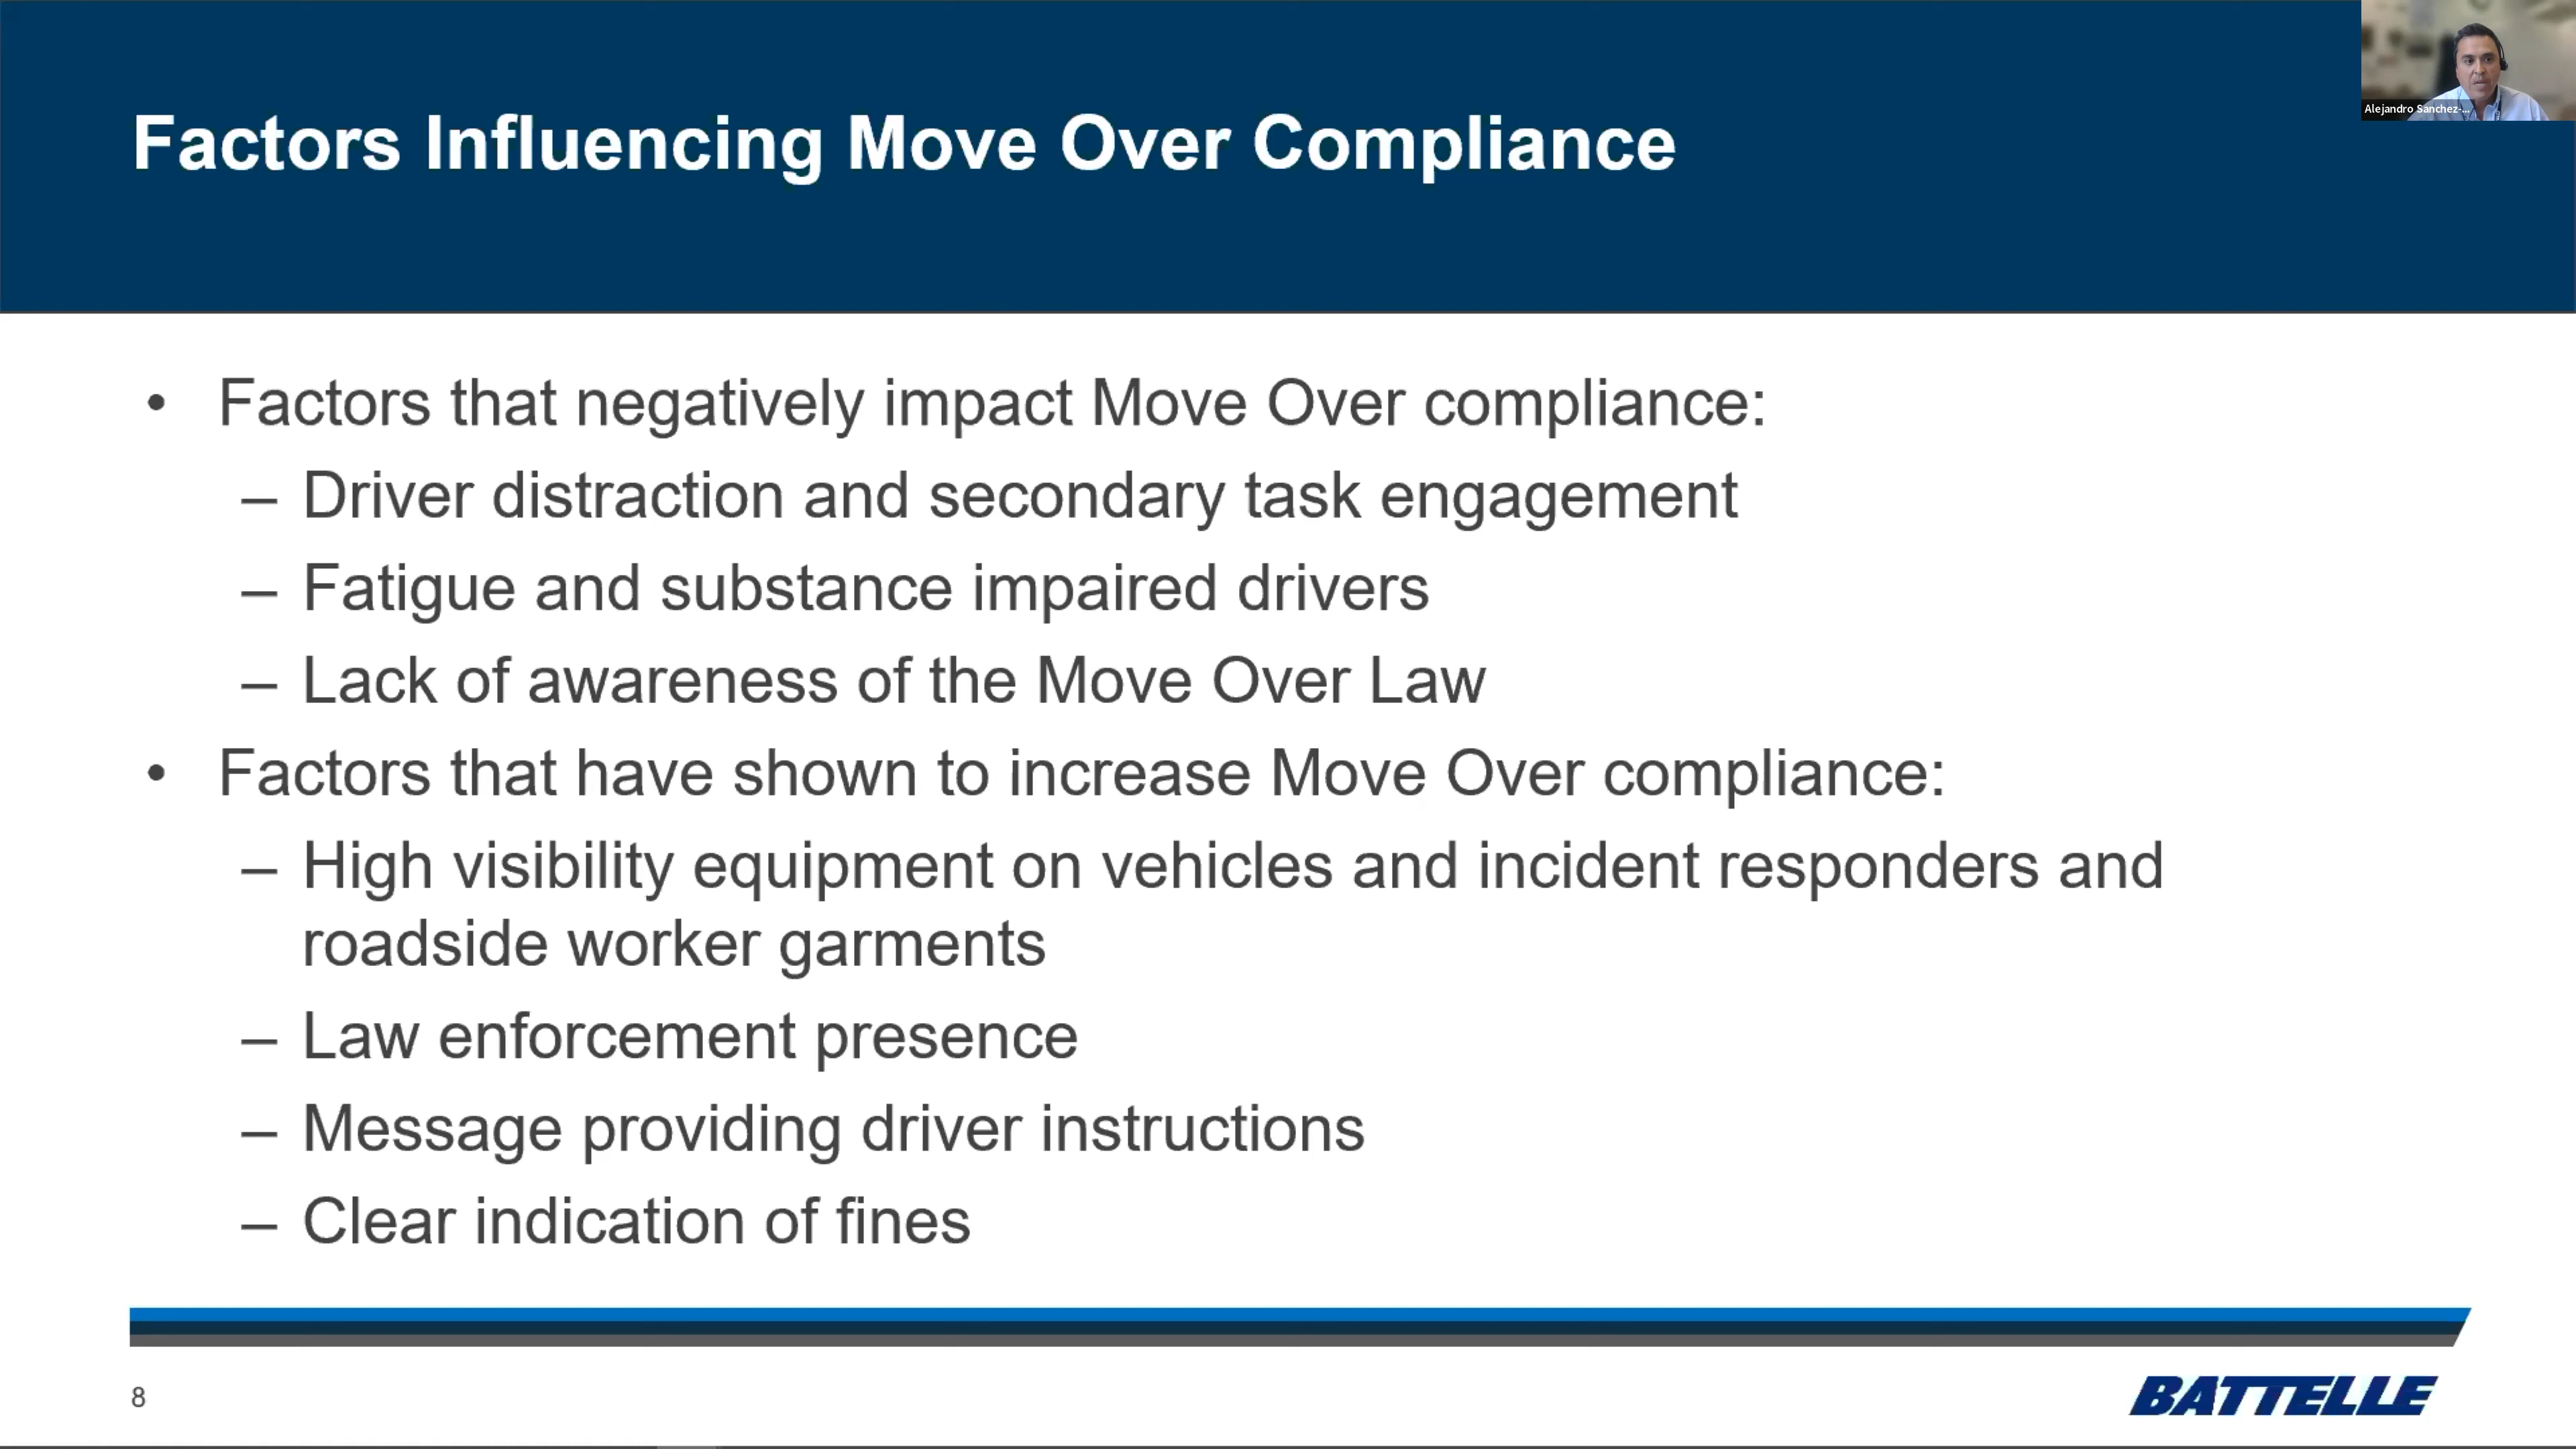 Alejandro Sanchez-...
Factors Influencing Move Over Compliance
• Factors that negatively impact Move Over compliance:
– Driver distraction and secondary task engagement
– Fatigue and substance impaired drivers
– Lack of awareness of the Move Over Law
• Factors that have shown to increase Move Over compliance:
– High visibility equipment on vehicles and incident responders and
roadside worker garments
– Law enforcement presence
– Message providing driver instructions
– Clear indication of fines
8
BATTELLE